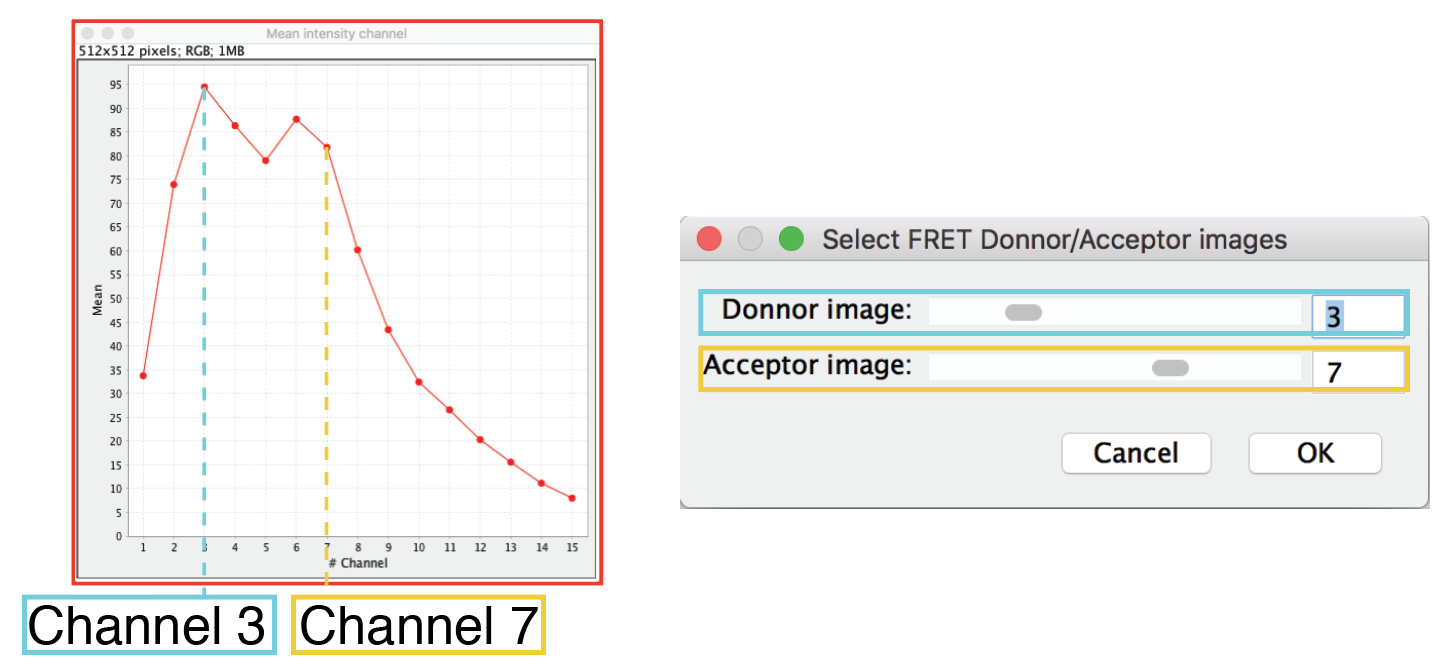 Mean intensity channel
512x512 pixels; RGB; 1MB
95
90
85
80
75
70
65
60
55
50
45
40
35
30
25
20
15
10
5
0
Mean
1 2 3 4 5 6 7 8 9 10 11 12 13 14 15
# Channel
Channel 3
Channel 7
Select FRET Donnor/Acceptor images
Donnor image: 3
Acceptor image: 7
Cancel OK